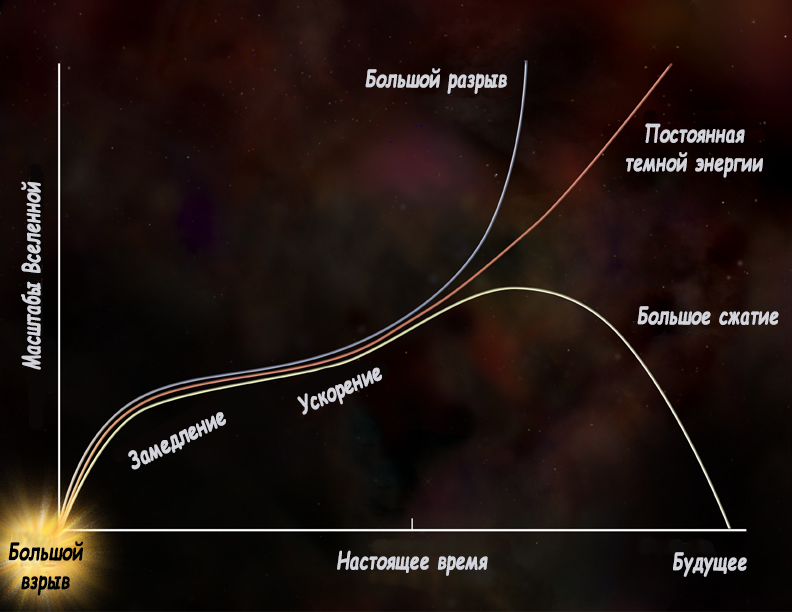 Большой разрыв
Постоянная
темной энергии
Масштабы Вселенной
Большое сжатие
Ускорение
Замедление
Большой
взрыв
Настоящее время
Будущее